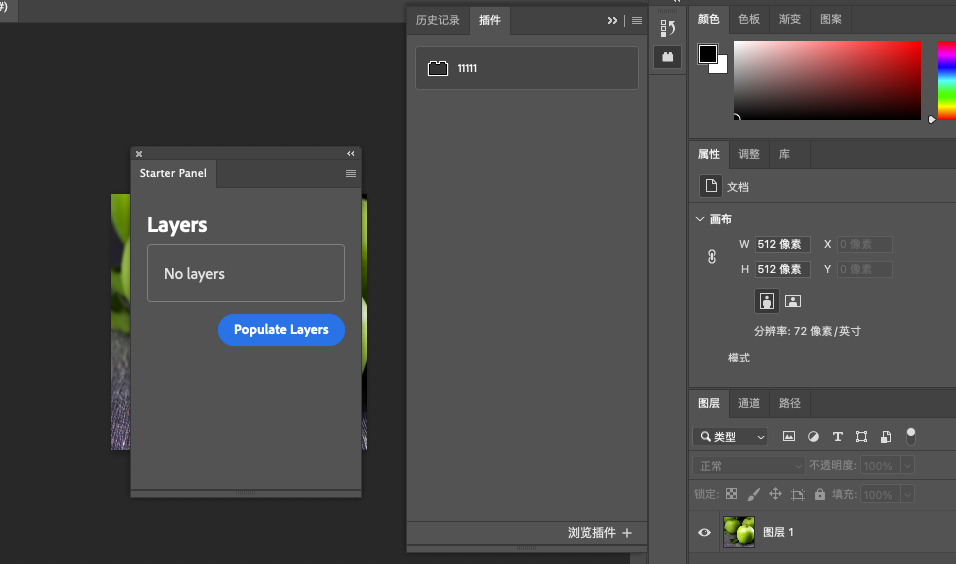 历史记录
插件
11111
浏览插件
Starter Panel
Layers
No layers
Populate Layers
颜色
色板
渐变
图案
属性
调整
库
文档
画布
W 512 像素 X 0 像素
H 512 像素 Y 0 像素
分辨率: 72 像素/英寸
模式
图层
通道
路径
类型
正常
不透明度: 100%
锁定:
填充: 100%
图层 1